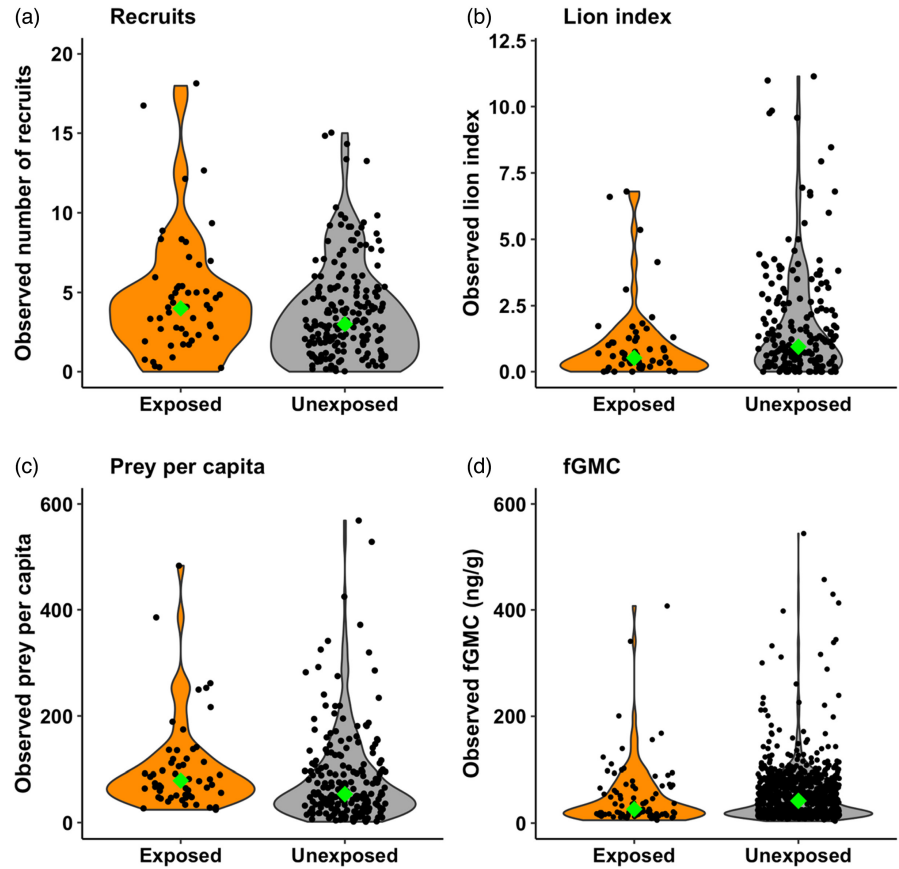 (a) Recruits
Observed number of recruits
20
15
10
5
0
Exposed Unexposed
(b) Lion index
Observed lion index
12.5
10.0
7.5
5.0
2.5
0.0
Exposed Unexposed
(c) Prey per capita
Observed prey per capita
600
400
200
0
Exposed Unexposed
(d) fGMC
Observed fGMC (ng/g)
600
400
200
0
Exposed Unexposed